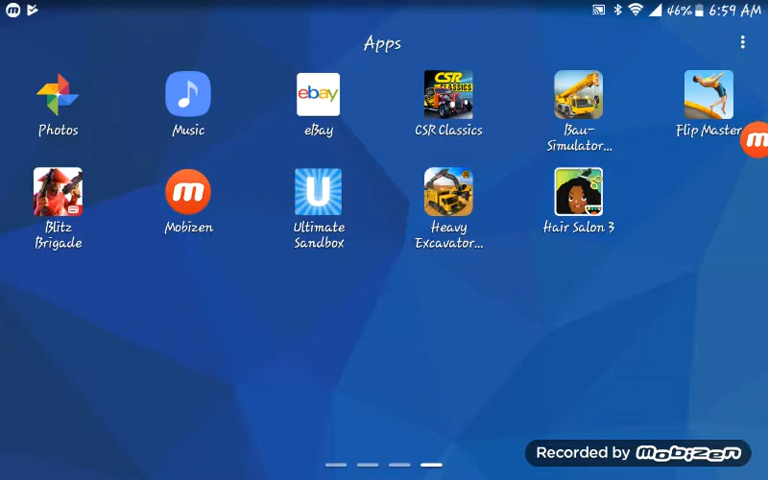 46% 6:59 AM
Apps
ebay
CSR
CLASSICS
Photos
Music
eBay
CSR Classics
Bau-
Simulator...
Flip Master
U
Blitz
Brigade
Mobizen
Ultimate
Sandbox
Heavy
Excavator...
Hair Salon 3
Recorded by mobizen